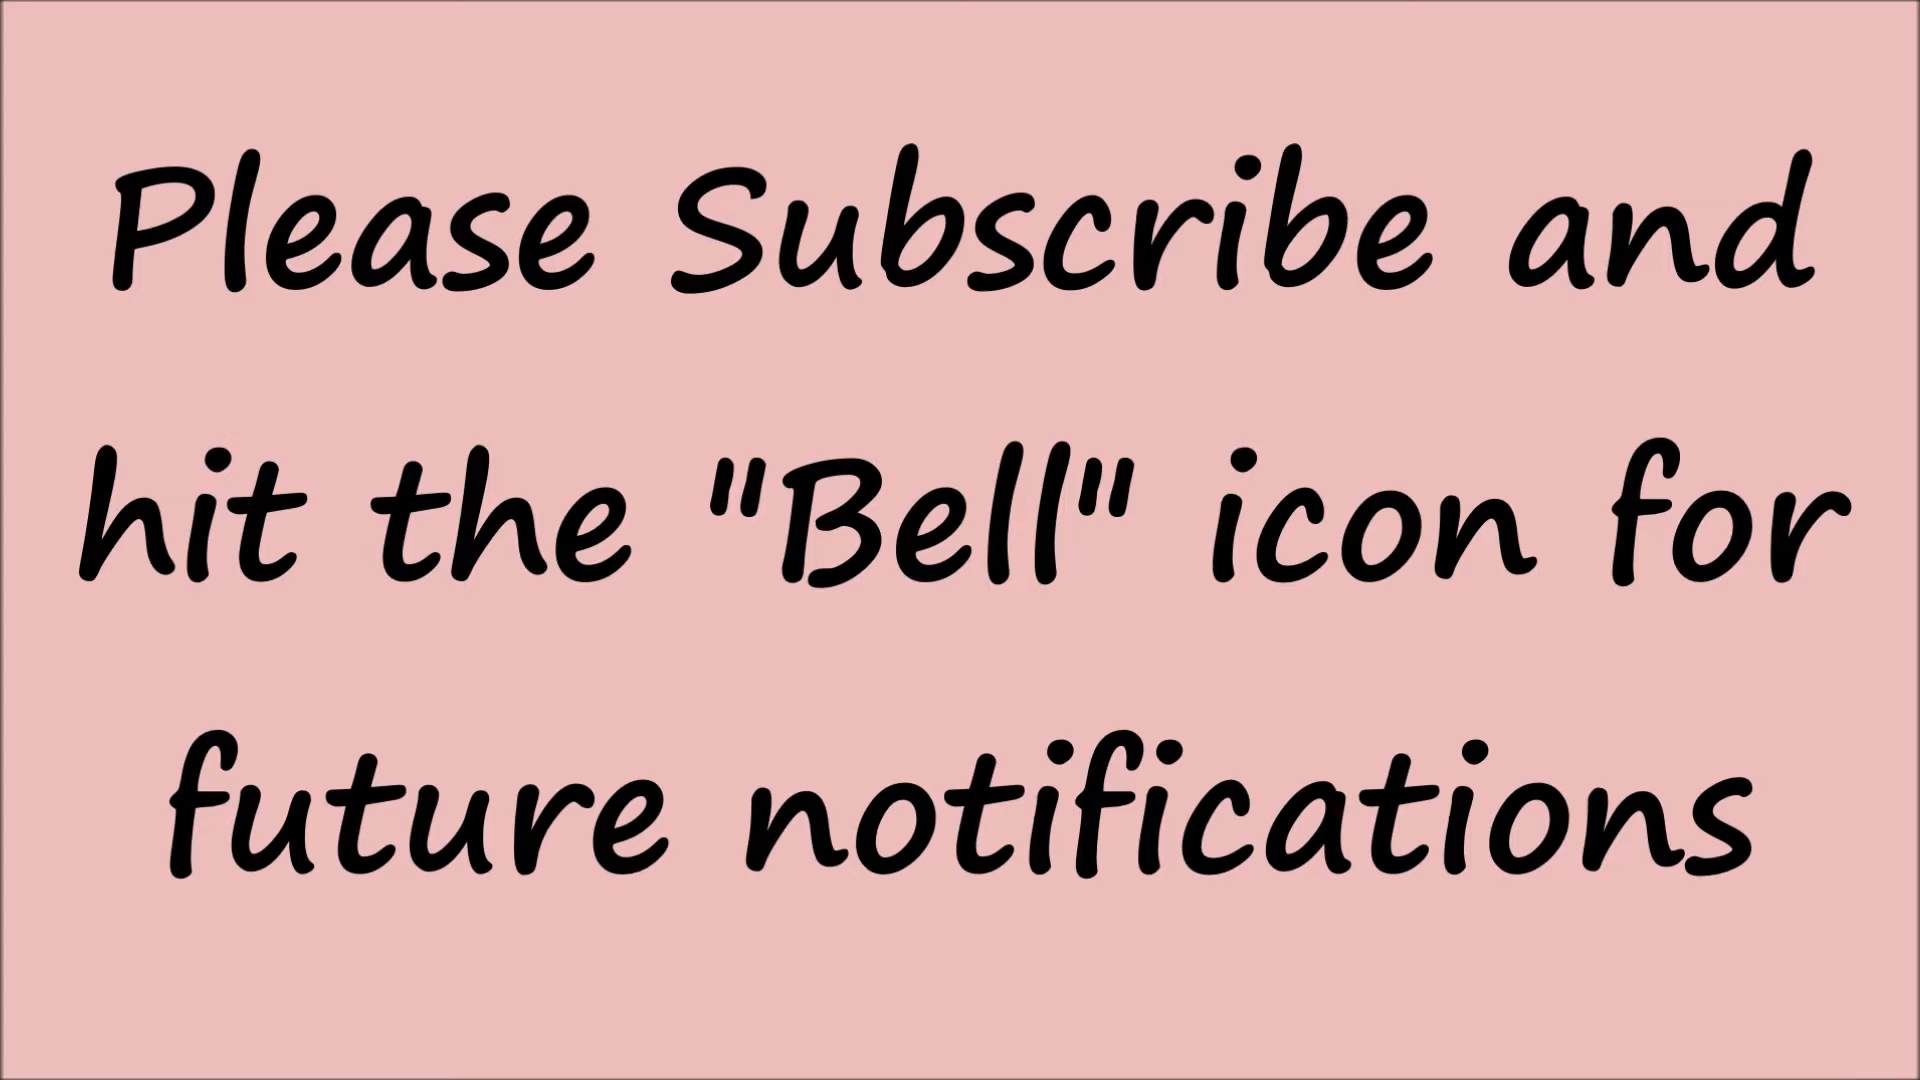 Please Subscribe and
hit the "Bell" icon for
future notifications